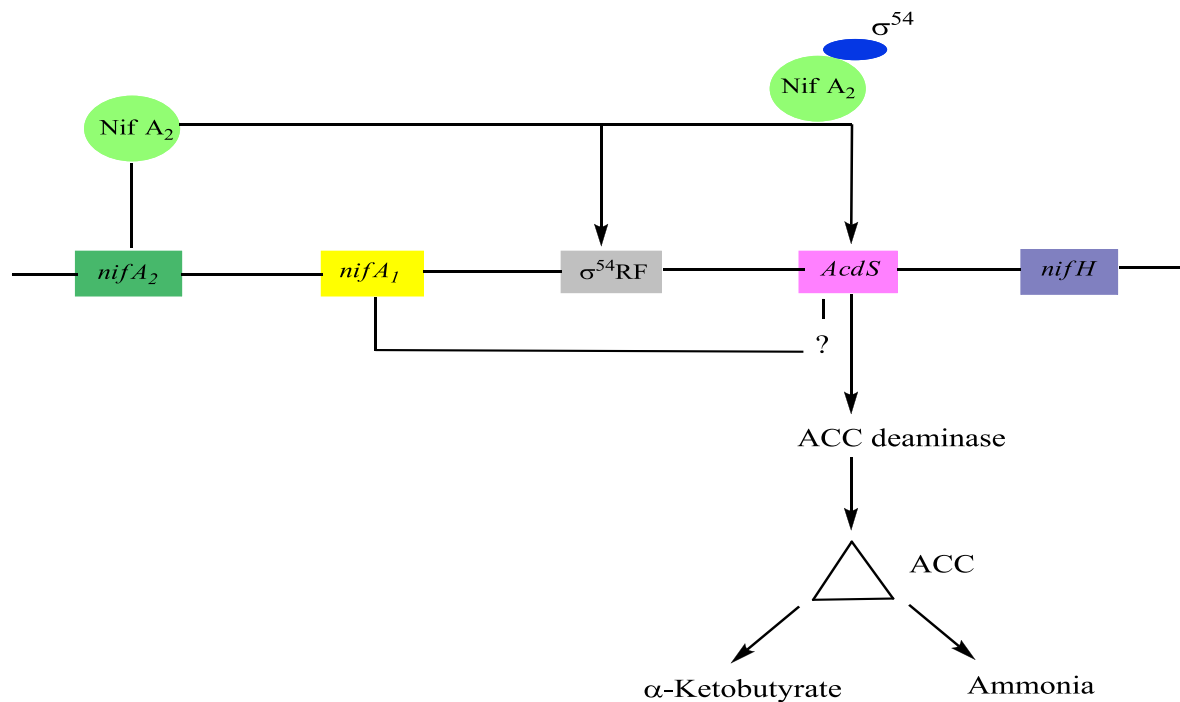 σ⁵⁴
Nif A₂
Nif A₂
nifA₂
nifA₁
σ⁵⁴RF
AcdS
nifH
?
ACC deaminase
ACC
α-Ketobutyrate
Ammonia